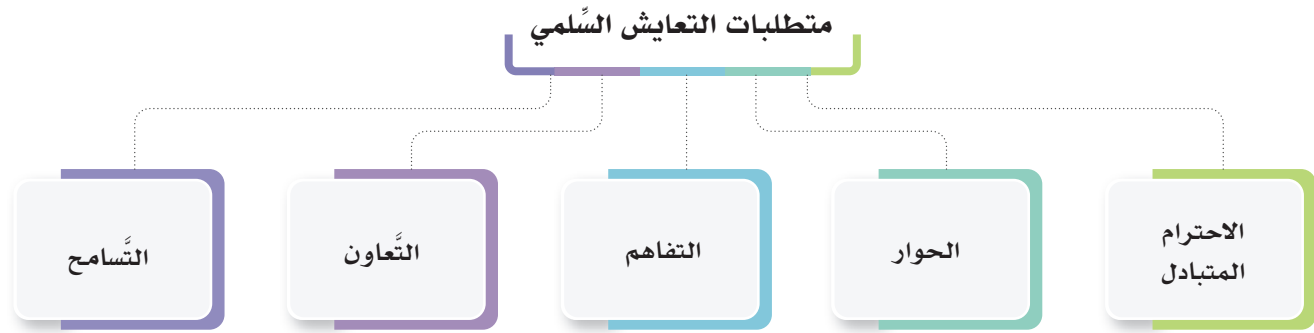 متطلبات التعايش السِّلمي
الاحترام
المتبادل
الحوار
التفاهم
التَّعاون
التَّسامح